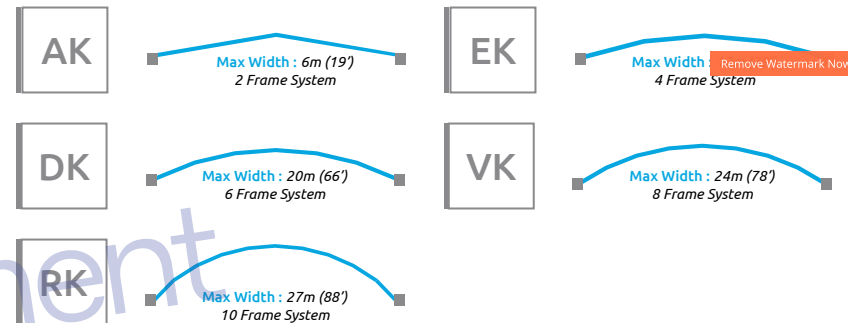 AK
Max Width : 6m (19')
2 Frame System
EK
Max Width :
Remove Watermark Now
4 Frame System
DK
Max Width : 20m (66')
6 Frame System
VK
Max Width : 24m (78')
8 Frame System
RK
Max Width : 27m (88')
10 Frame System